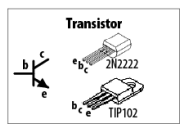 Transistor
c
b
e
e b c
2N2222
b c e
TIP102